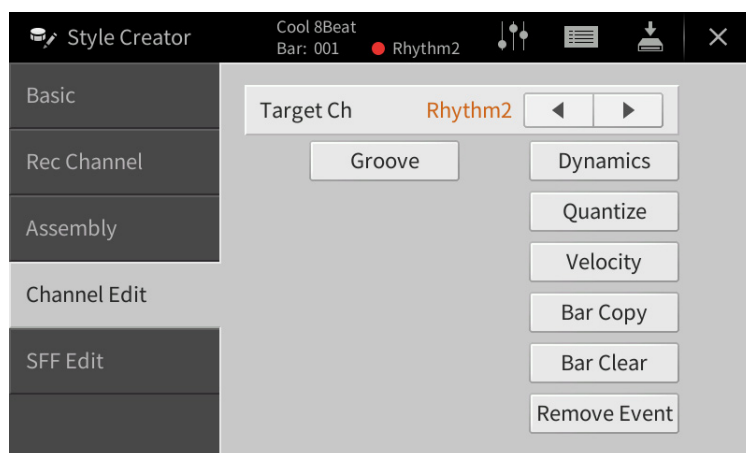 Style Creator
Cool 8Beat
Bar: 001 Rhythm2
Basic
Rec Channel
Assembly
Channel Edit
SFF Edit
Target Ch Rhythm2
Groove
Dynamics
Quantize
Velocity
Bar Copy
Bar Clear
Remove Event